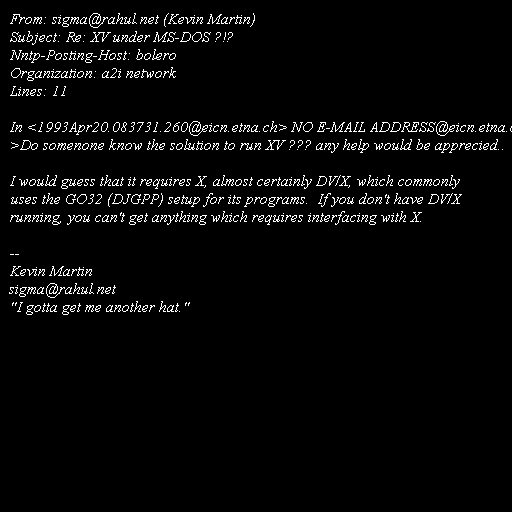 From: sigma@rahul.net (Kevin Martin)
Subject: Re: XV under MS-DOS ?!?
Nntp-Posting-Host: bolero
Organization: a2i network
Lines: 11

In <1993Apr20.083731.260@eicn.etna.ch> NO E-MAIL ADDRESS@eicn.etna.
>Do somenone know the solution to run XV ??? any help would be apprecied..

I would guess that it requires X, almost certainly DV/X, which commonly
uses the GO32 (DJGPP) setup for its programs.  If you don't have DV/X
running, you can't get anything which requires interfacing with X.

--
Kevin Martin
sigma@rahul.net
"I gotta get me another hat."